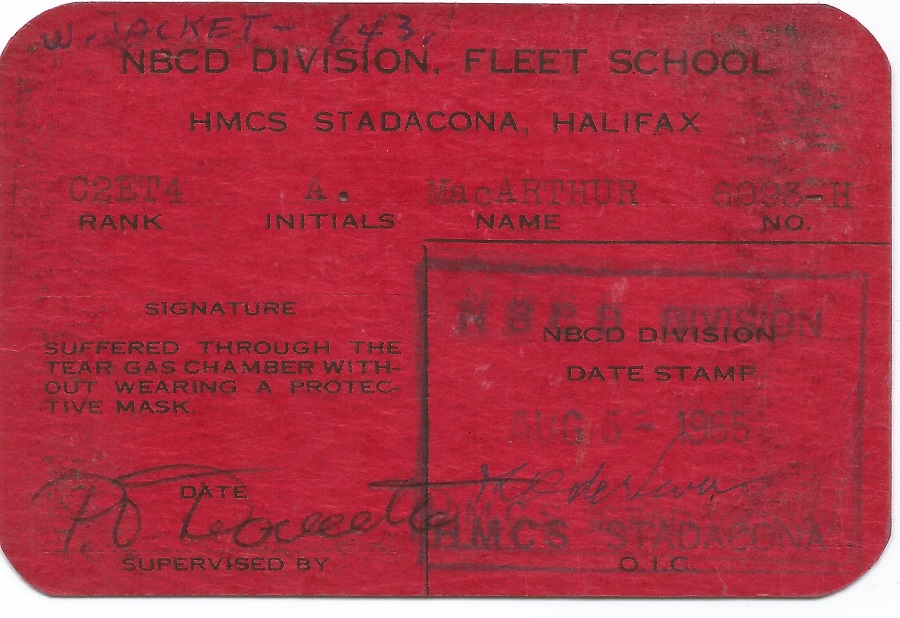 W. JACKET - 643
NBCD DIVISION, FLEET SCHOOL
HMCS STADACONA, HALIFAX
C2ET4 A. MacARTHUR 6993-H
RANK INITIALS NAME NO.
SIGNATURE
SUFFERED THROUGH THE
TEAR GAS CHAMBER WITH-
OUT WEARING A PROTEC-
TIVE MASK.
DATE
P.O.
SUPERVISED BY
NBCD DIVISION
NBCD DIVISION
DATE STAMP
AUG 5 - 1965
HMCS "STADACONA"
O.I.C.